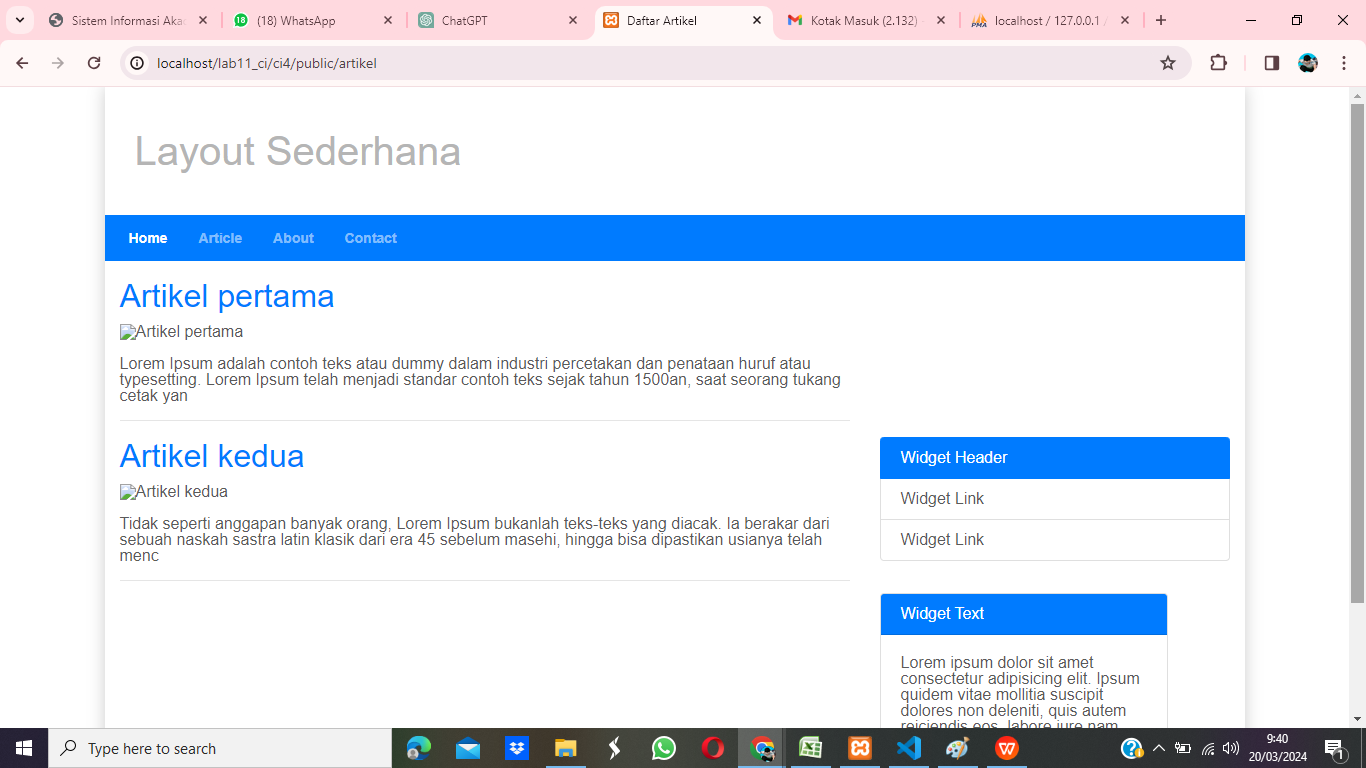 Sistem Informasi Aka
(18) WhatsApp
ChatGPT
Daftar Artikel
Kotak Masuk (2.132)
localhost / 127.0.0.1 /
localhost/lab11_ci/ci4/public/artikel
Layout Sederhana
Home
Article
About
Contact
Artikel pertama
Artikel pertama
Lorem Ipsum adalah contoh teks atau dummy dalam industri percetakan dan penataan huruf atau
typesetting. Lorem Ipsum telah menjadi standar contoh teks sejak tahun 1500an, saat seorang tukang
cetak yan
Artikel kedua
Artikel kedua
Tidak seperti anggapan banyak orang, Lorem Ipsum bukanlah teks-teks yang diacak. Ia berakar dari
sebuah naskah sastra latin klasik dari era 45 sebelum masehi, hingga bisa dipastikan usianya telah
menc
Widget Header
Widget Link
Widget Link
Widget Text
Lorem ipsum dolor sit amet
consectetur adipisicing elit. Ipsum
quidem vitae mollitia suscipit
dolores non deleniti, quis autem
reiciendis eos, labore iure nam
Type here to search
9:40
20/03/2024
1